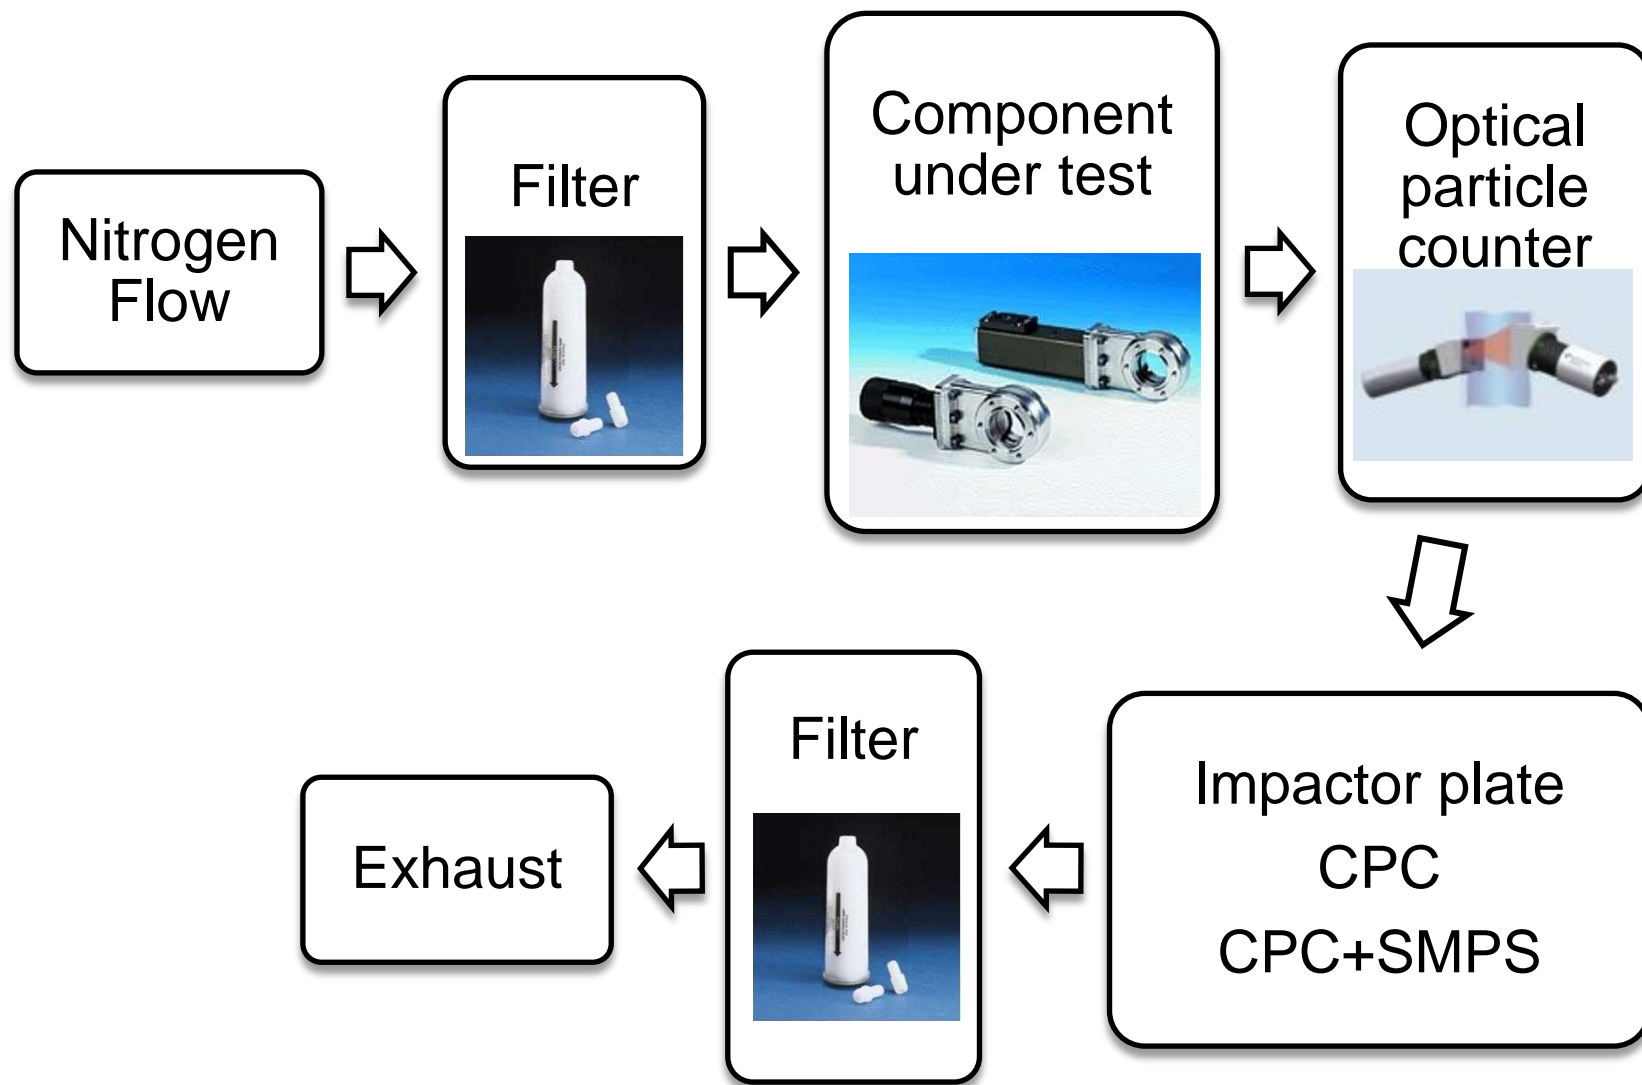 Nitrogen
Flow
Filter
Component
under test
Optical
particle
counter
Impactor plate
CPC
CPC+SMPS
Filter
Exhaust